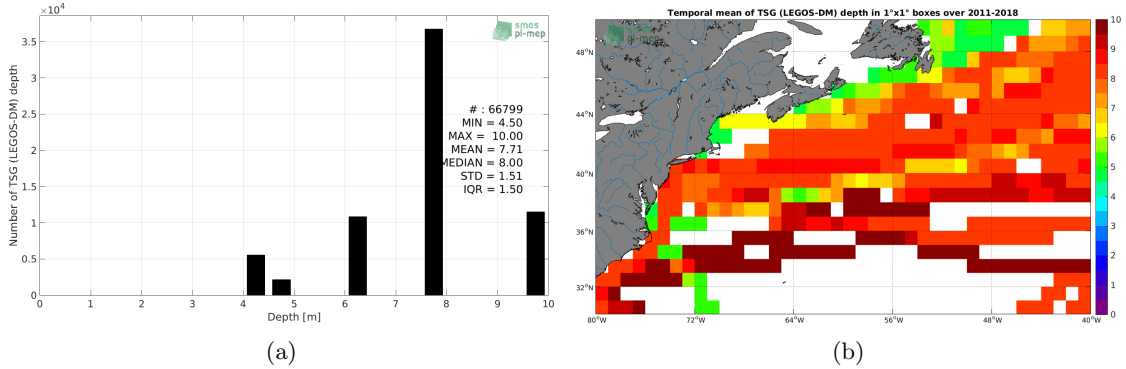 ×10⁴
3.5
3
2.5
2
1.5
1
0.5
0
Number of TSG (LEGOS-DM) depth
smos
pi-mep
# : 66799
MIN = 4.50
MAX = 10.00
MEAN = 7.71
MEDIAN = 8.00
STD = 1.51
IQR = 1.50
0 1 2 3 4 5 6 7 8 9 10
Depth [m]
(a)
Temporal mean of TSG (LEGOS-DM) depth in 1°x1° boxes over 2011-2018
smos
pi-mep
48°N
44°N
40°N
36°N
32°N
80°W 72°W 64°W 56°W 48°W 40°W
10
9
8
7
6
5
4
3
2
1
0
(b)